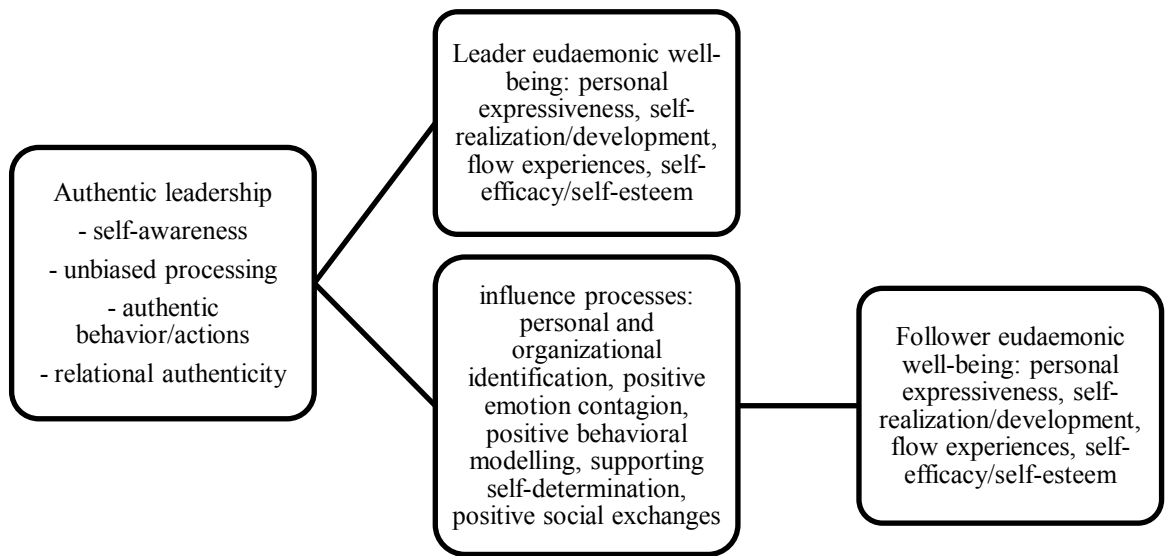 Authentic leadership
- self-awareness
- unbiased processing
- authentic
behavior/actions
- relational authenticity
Leader eudaemonic well-
being: personal
expressiveness, self-
realization/development,
flow experiences, self-
efficacy/self-esteem
influence processes:
personal and
organizational
identification, positive
emotion contagion,
positive behavioral
modelling, supporting
self-determination,
positive social exchanges
Follower eudaemonic
well-being: personal
expressiveness, self-
realization/development,
flow experiences, self-
efficacy/self-esteem